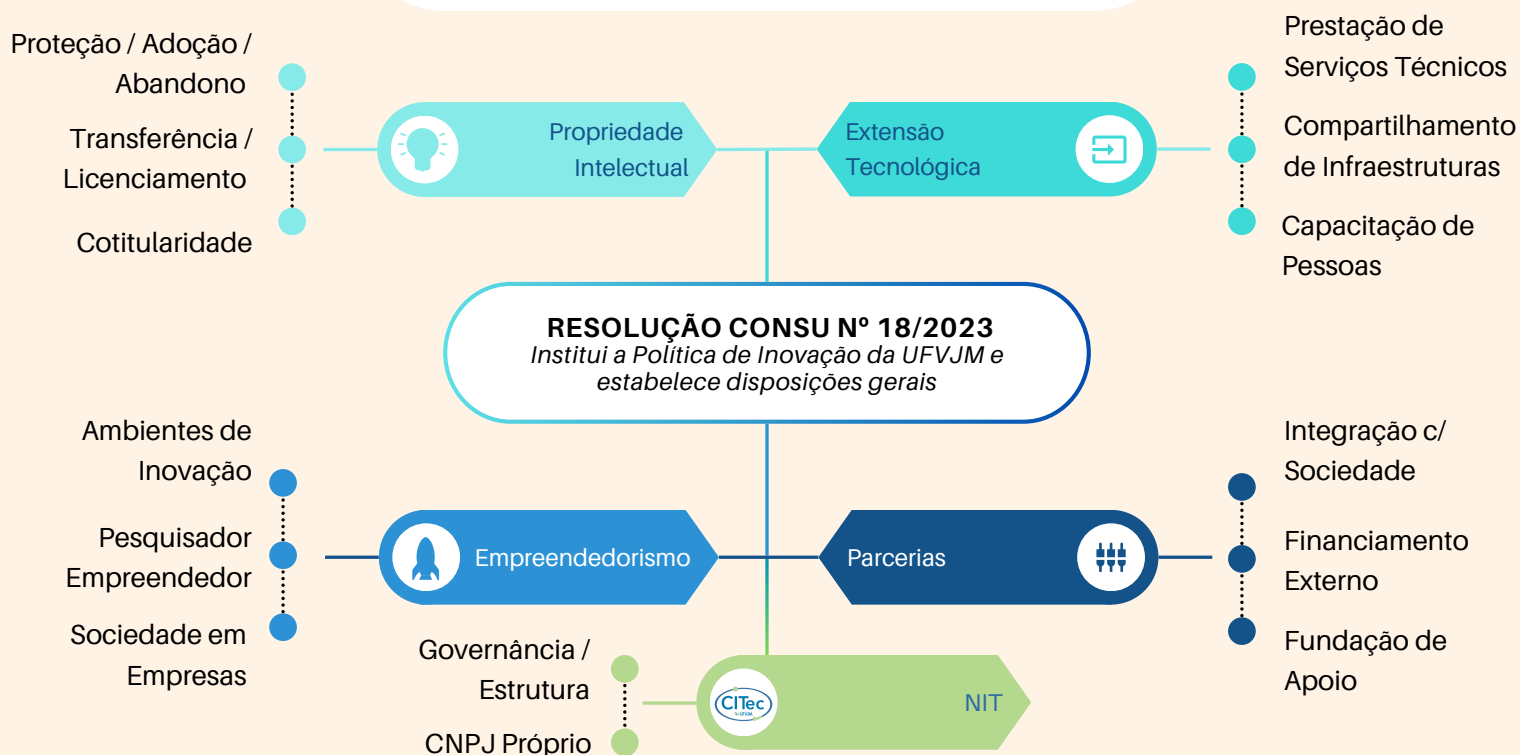 Proteção / Adoção /
Abandono
Transferência /
Licenciamento
Cotitularidade
Propriedade
Intelectual
Extensão
Tecnológica
Prestação de
Serviços Técnicos
Compartilhamento
de Infraestruturas
Capacitação de
Pessoas
RESOLUÇÃO CONSU Nº 18/2023
Institui a Política de Inovação da UFVJM e
estabelece disposições gerais
Ambientes de
Inovação
Pesquisador
Empreendedor
Sociedade em
Empresas
Empreendedorismo
Parcerias
Integração c/
Sociedade
Financiamento
Externo
Fundação de
Apoio
Governância /
Estrutura
CNPJ Próprio
CITec
UFVJM
NIT